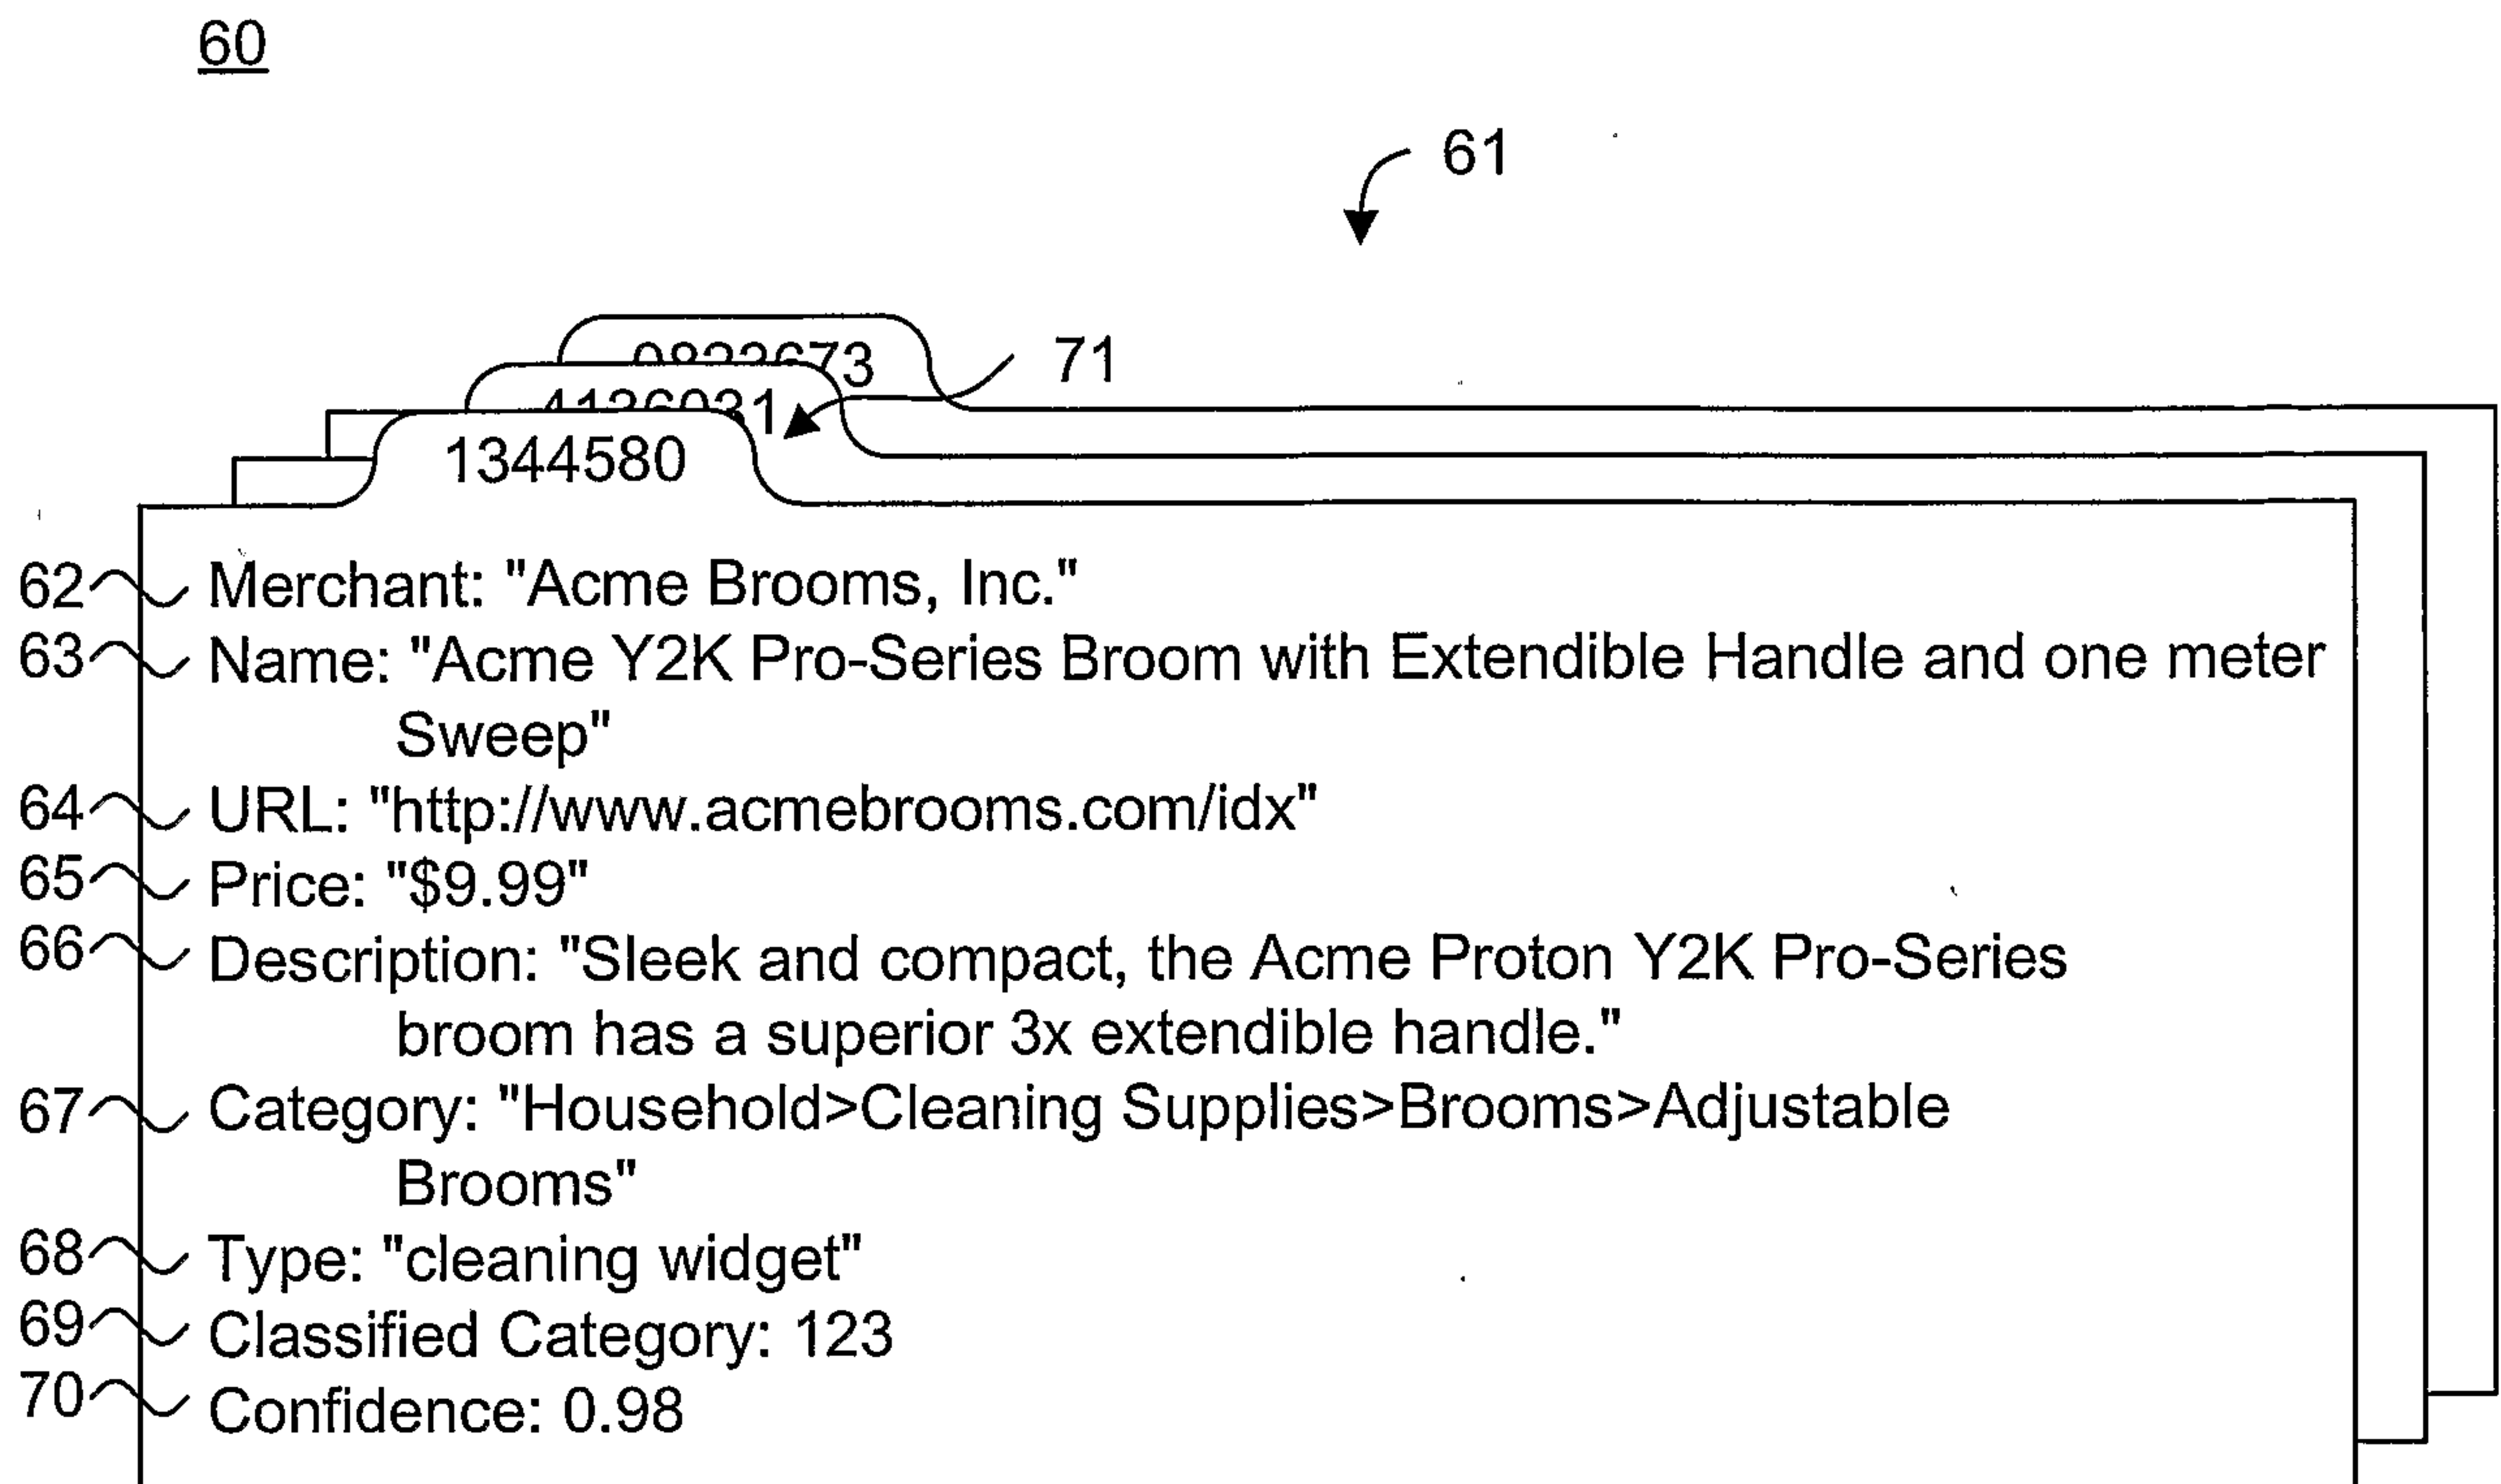 60
61
71
1344580
62 Merchant: "Acme Brooms, Inc."
63 Name: "Acme Y2K Pro-Series Broom with Extendible Handle and one meter
Sweep"
64 URL: "http://www.acmebrooms.com/idx"
65 Price: "$9.99"
66 Description: "Sleek and compact, the Acme Proton Y2K Pro-Series
broom has a superior 3x extendible handle."
67 Category: "Household>Cleaning Supplies>Brooms>Adjustable
Brooms"
68 Type: "cleaning widget"
69 Classified Category: 123
70 Confidence: 0.98